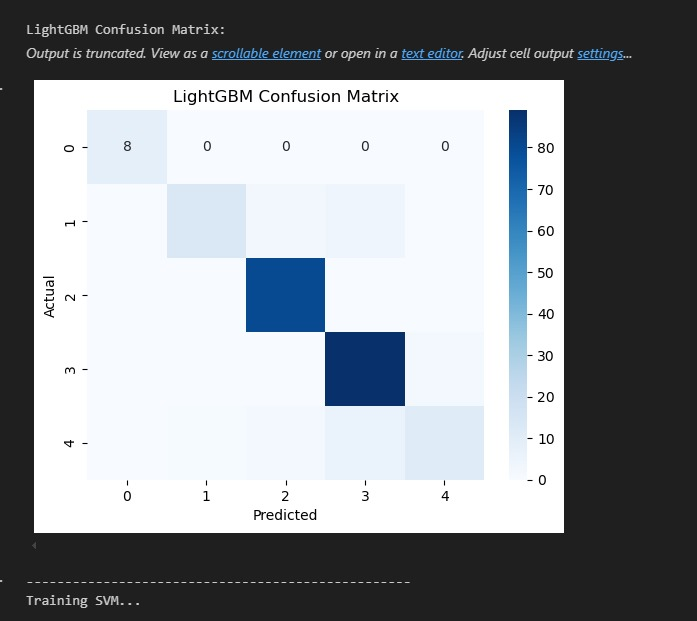 LightGBM Confusion Matrix:
Output is truncated. View as a scrollable element or open in a text editor. Adjust cell output settings...
LightGBM Confusion Matrix
0 8 0 0 0 0
1
2
3
4
Actual
0 1 2 3 4
Predicted
80
70
60
50
40
30
20
10
0
------------------------------------------------
Training SVM...